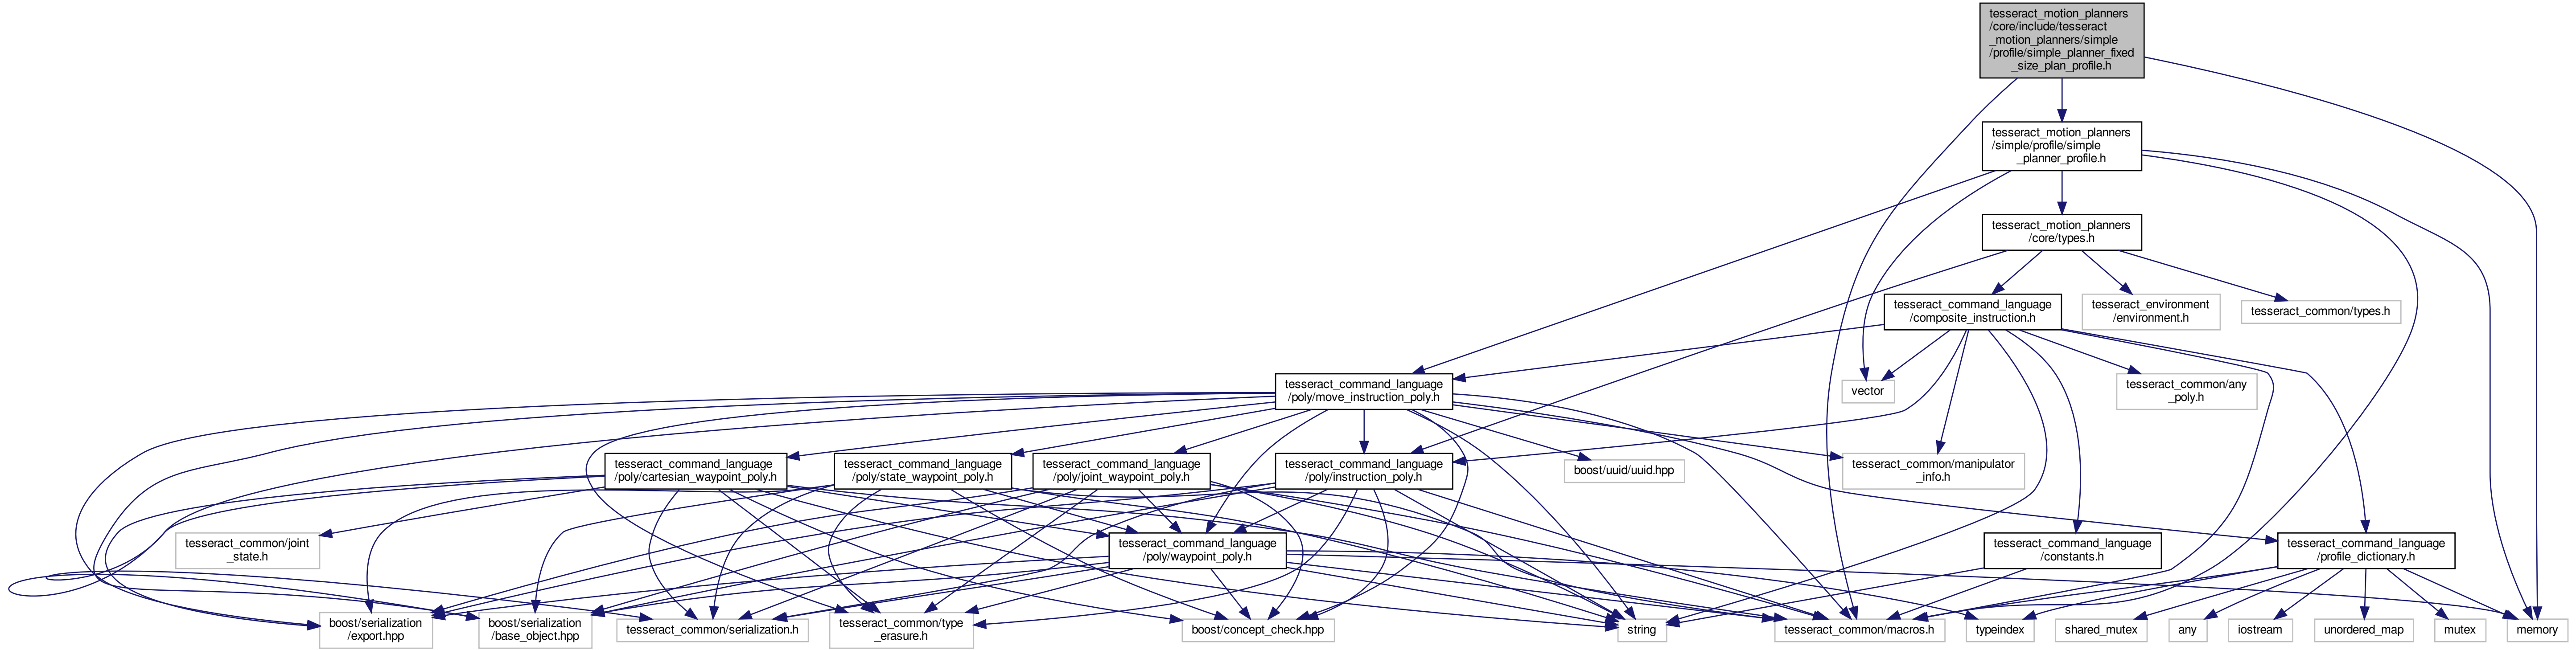 tesseract_motion_planners
/core/include/tesseract
_motion_planners/simple
/profile/simple_planner_fixed
_size_plan_profile.h
tesseract_motion_planners
/simple/profile/simple
_planner_profile.h
tesseract_motion_planners
/core/types.h
tesseract_command_language
/composite_instruction.h
tesseract_environment
/environment.h
tesseract_common/types.h
tesseract_command_language
/poly/move_instruction_poly.h
vector
tesseract_common/any
_poly.h
tesseract_command_language
/poly/cartesian_waypoint_poly.h
tesseract_command_language
/poly/state_waypoint_poly.h
tesseract_command_language
/poly/joint_waypoint_poly.h
tesseract_command_language
/poly/instruction_poly.h
boost/uuid/uuid.hpp
tesseract_common/manipulator
_info.h
tesseract_common/joint
_state.h
tesseract_command_language
/poly/waypoint_poly.h
tesseract_command_language
/constants.h
tesseract_command_language
/profile_dictionary.h
boost/serialization
/export.hpp
boost/serialization
/base_object.hpp
tesseract_common/serialization.h
tesseract_common/type
_erasure.h
boost/concept_check.hpp
string
tesseract_common/macros.h
typeindex
shared_mutex
any
iostream
unordered_map
mutex
memory